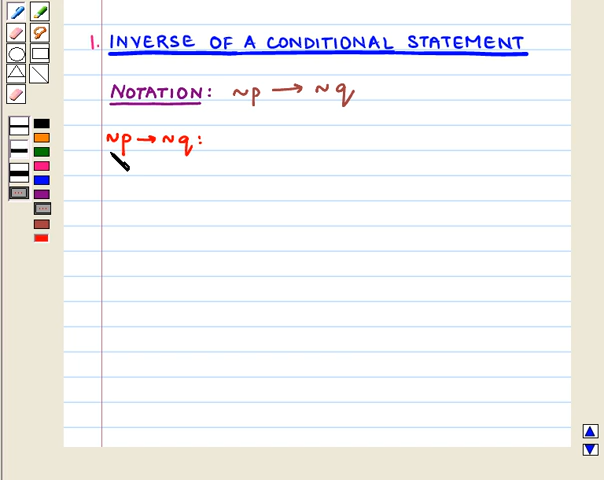 1. INVERSE OF A CONDITIONAL STATEMENT
NOTATION: ~p → ~q
~p → ~q: